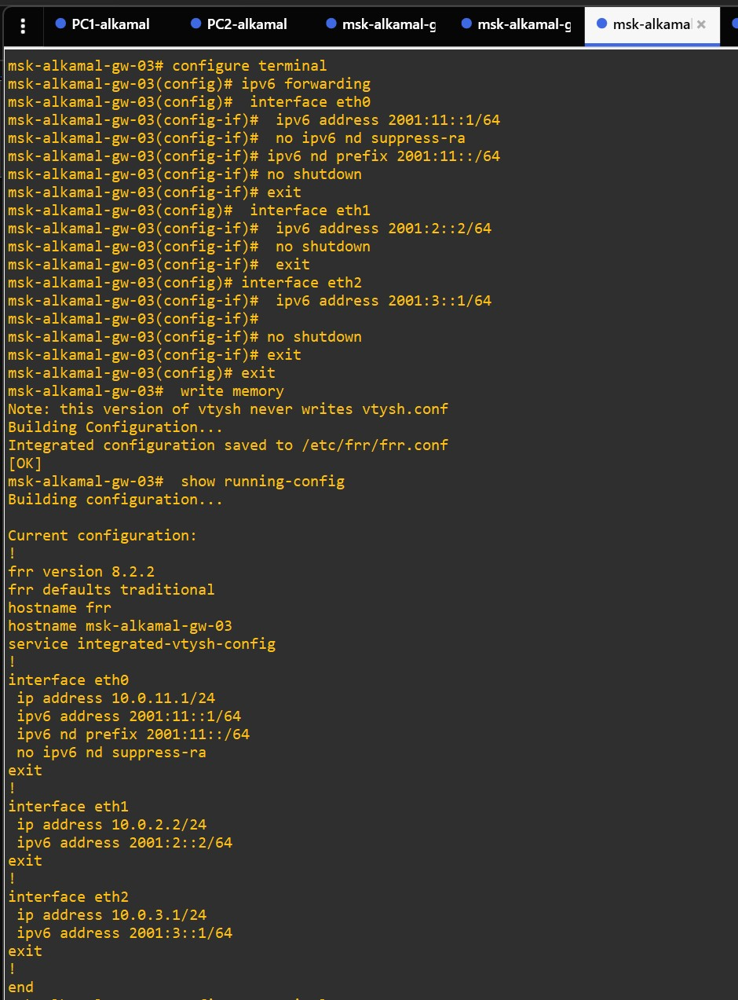 PC1-alkamal
PC2-alkamal
msk-alkamal-g
msk-alkamal-g
msk-alkamal
msk-alkamal-gw-03# configure terminal
msk-alkamal-gw-03(config)# ipv6 forwarding
msk-alkamal-gw-03(config)#  interface eth0
msk-alkamal-gw-03(config-if)#  ipv6 address 2001:11::1/64
msk-alkamal-gw-03(config-if)#  no ipv6 nd suppress-ra
msk-alkamal-gw-03(config-if)# ipv6 nd prefix 2001:11::/64
msk-alkamal-gw-03(config-if)# no shutdown
msk-alkamal-gw-03(config-if)# exit
msk-alkamal-gw-03(config)#  interface eth1
msk-alkamal-gw-03(config-if)#  ipv6 address 2001:2::2/64
msk-alkamal-gw-03(config-if)#  no shutdown
msk-alkamal-gw-03(config-if)#  exit
msk-alkamal-gw-03(config)# interface eth2
msk-alkamal-gw-03(config-if)#  ipv6 address 2001:3::1/64
msk-alkamal-gw-03(config-if)#
msk-alkamal-gw-03(config-if)# no shutdown
msk-alkamal-gw-03(config-if)# exit
msk-alkamal-gw-03(config)# exit
msk-alkamal-gw-03#  write memory
Note: this version of vtysh never writes vtysh.conf
Building Configuration...
Integrated configuration saved to /etc/frr/frr.conf
[OK]
msk-alkamal-gw-03#  show running-config
Building configuration...
Current configuration:
!
frr version 8.2.2
frr defaults traditional
hostname frr
hostname msk-alkamal-gw-03
service integrated-vtysh-config
!
interface eth0
 ip address 10.0.11.1/24
 ipv6 address 2001:11::1/64
 ipv6 nd prefix 2001:11::/64
 no ipv6 nd suppress-ra
exit
!
interface eth1
 ip address 10.0.2.2/24
 ipv6 address 2001:2::2/64
exit
!
interface eth2
 ip address 10.0.3.1/24
 ipv6 address 2001:3::1/64
exit
!
end